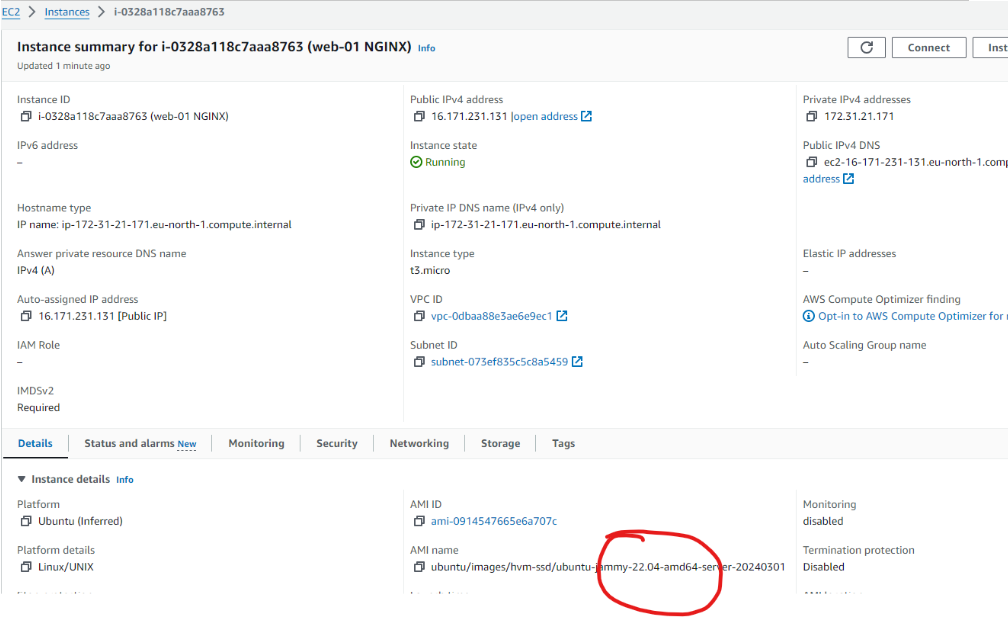 EC2 > Instances > i-0328a118c7aaa8763
Instance summary for i-0328a118c7aaa8763 (web-01 NGINX) Info
Updated 1 minute ago
Connect
Inst
Instance ID
i-0328a118c7aaa8763 (web-01 NGINX)
Public IPv4 address
16.171.231.131 |open address
Private IPv4 addresses
172.31.21.171
IPv6 address
–
Instance state
Running
Public IPv4 DNS
ec2-16-171-231-131.eu-north-1.comp
address
Hostname type
IP name: ip-172-31-21-171.eu-north-1.compute.internal
Private IP DNS name (IPv4 only)
ip-172-31-21-171.eu-north-1.compute.internal
Answer private resource DNS name
IPv4 (A)
Instance type
t3.micro
Elastic IP addresses
–
Auto-assigned IP address
16.171.231.131 [Public IP]
VPC ID
vpc-0dbaa88e3ae6e9ec1
AWS Compute Optimizer finding
Opt-in to AWS Compute Optimizer for
IAM Role
–
Subnet ID
subnet-073ef835c5c8a5459
Auto Scaling Group name
–
IMDSv2
Required
Details
Status and alarms New
Monitoring
Security
Networking
Storage
Tags
Instance details Info
Platform
Ubuntu (Inferred)
AMI ID
ami-0914547665e6a707c
Monitoring
disabled
Platform details
Linux/UNIX
AMI name
ubuntu/images/hvm-ssd/ubuntu-jammy-22.04-amd64-server-20240301
Termination protection
Disabled